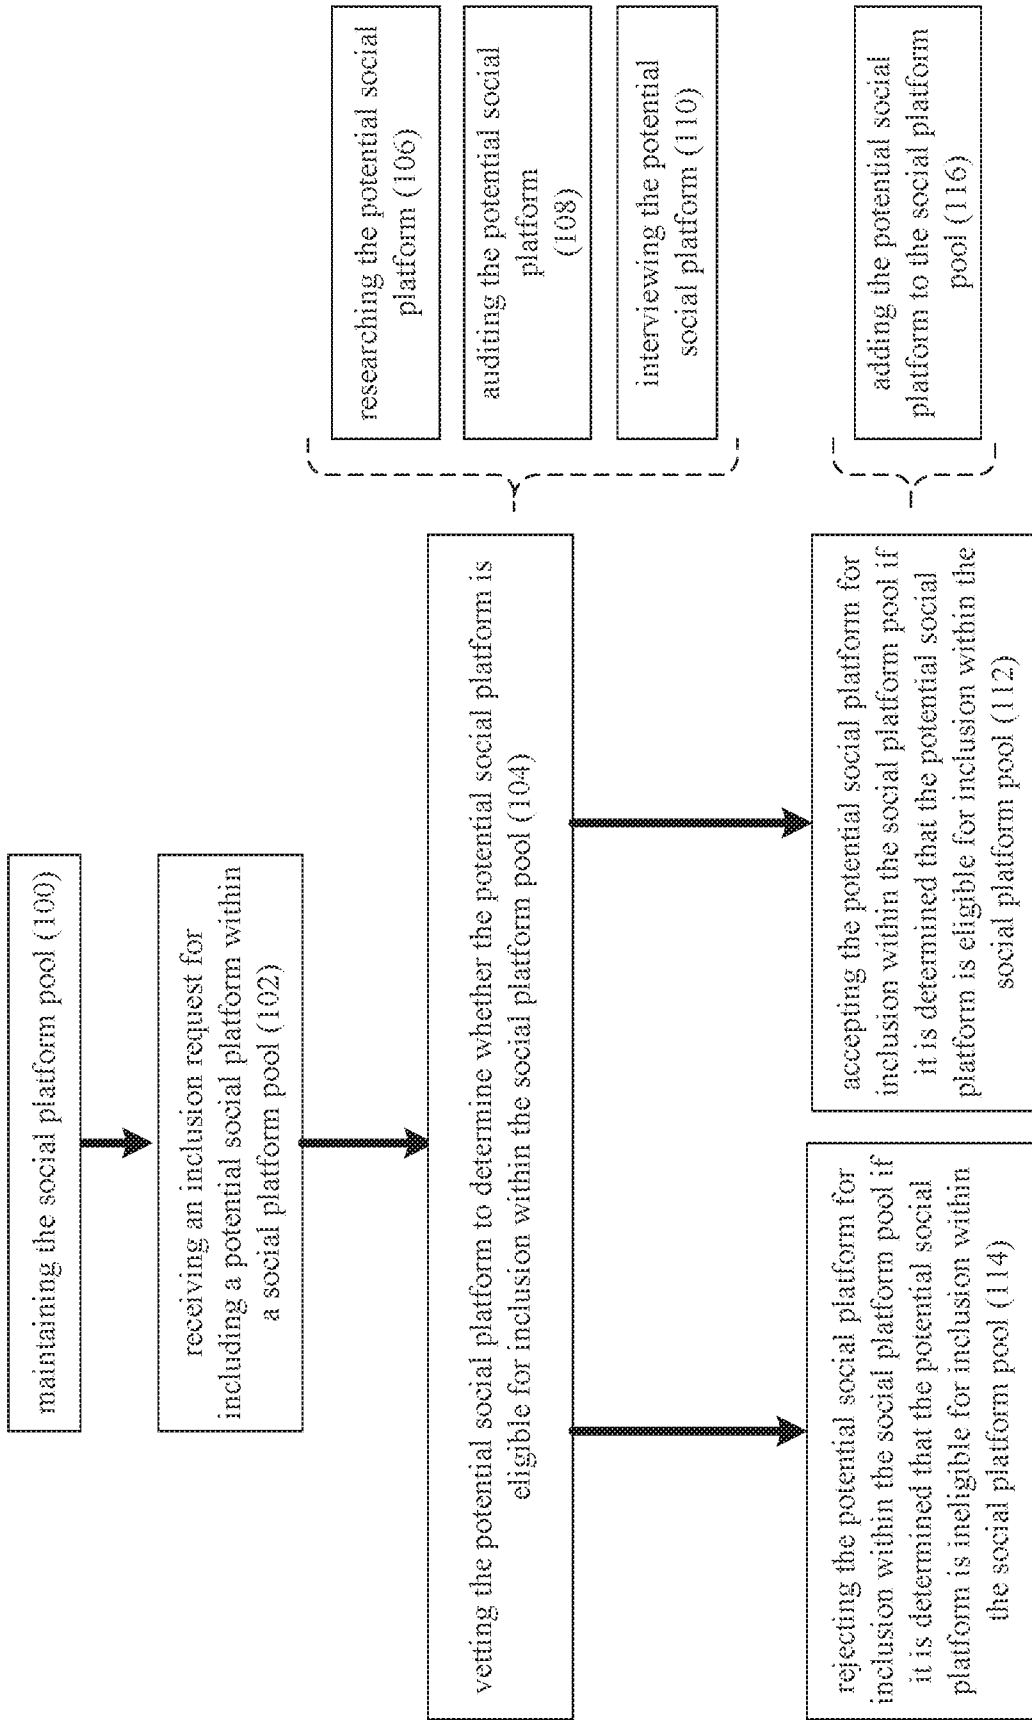 maintaining the social platform pool (100)
receiving an inclusion request for
including a potential social platform within
a social platform pool (102)
vetting the potential social platform to determine whether the potential social platform is
eligible for inclusion within the social platform pool (104)
researching the potential social
platform (106)
auditing the potential social
platform
(108)
interviewing the potential
social platform (110)
rejecting the potential social platform for
inclusion within the social platform pool if
it is determined that the potential social
platform is ineligible for inclusion within
the social platform pool (114)
accepting the potential social platform for
inclusion within the social platform pool if
it is determined that the potential social
platform is eligible for inclusion within the
social platform pool (112)
adding the potential social
platform to the social platform
pool (116)